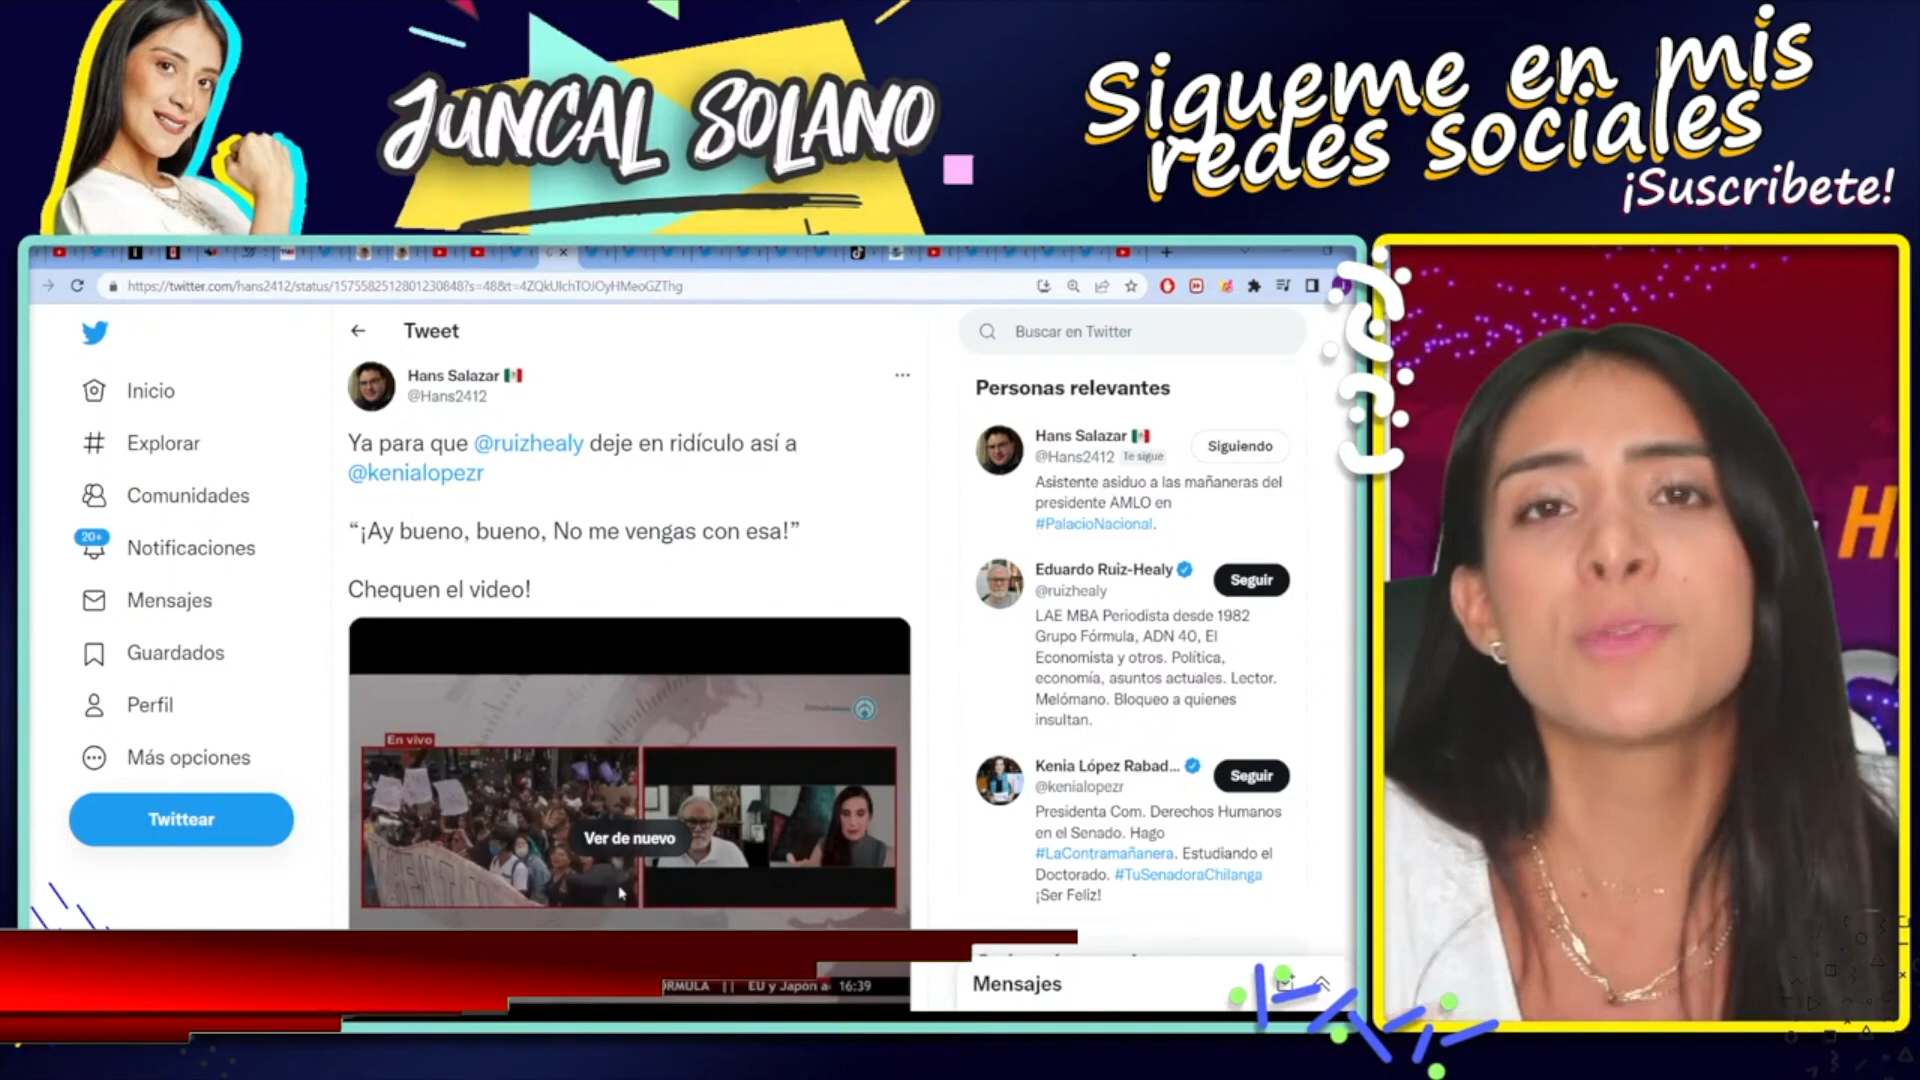 JUNCAL SOLANO
Sigueme en mis
redes sociales
¡Suscribete!
https://twitter.com/hans2412/status/1575582512801230848?s=48&t=4ZQkUIchTOJOyHMeoGZThg
Inicio
Explorar
Comunidades
20+
Notificaciones
Mensajes
Guardados
Perfil
Más opciones
Twittear
Tweet
Hans Salazar
@Hans2412
Ya para que @ruizhealy deje en ridículo así a
@kenialopezr
“¡Ay bueno, bueno, No me vengas con esa!”
Chequen el video!
En vivo
Ver de nuevo
ÓRMULA || EU y Japón a 16:39
Buscar en Twitter
Personas relevantes
Hans Salazar
@Hans2412 Te sigue
Siguiendo
Asistente asiduo a las mañaneras del
presidente AMLO en
#PalacioNacional.
Eduardo Ruiz-Healy
@ruizhealy
Seguir
LAE MBA Periodista desde 1982
Grupo Fórmula, ADN 40, El
Economista y otros. Política,
economía, asuntos actuales. Lector.
Melómano. Bloqueo a quienes
insultan.
Kenia López Rabad...
@kenialopezr
Seguir
Presidenta Com. Derechos Humanos
en el Senado. Hago
#LaContramañanera. Estudiando el
Doctorado. #TuSenadoraChilanga
¡Ser Feliz!
Mensajes